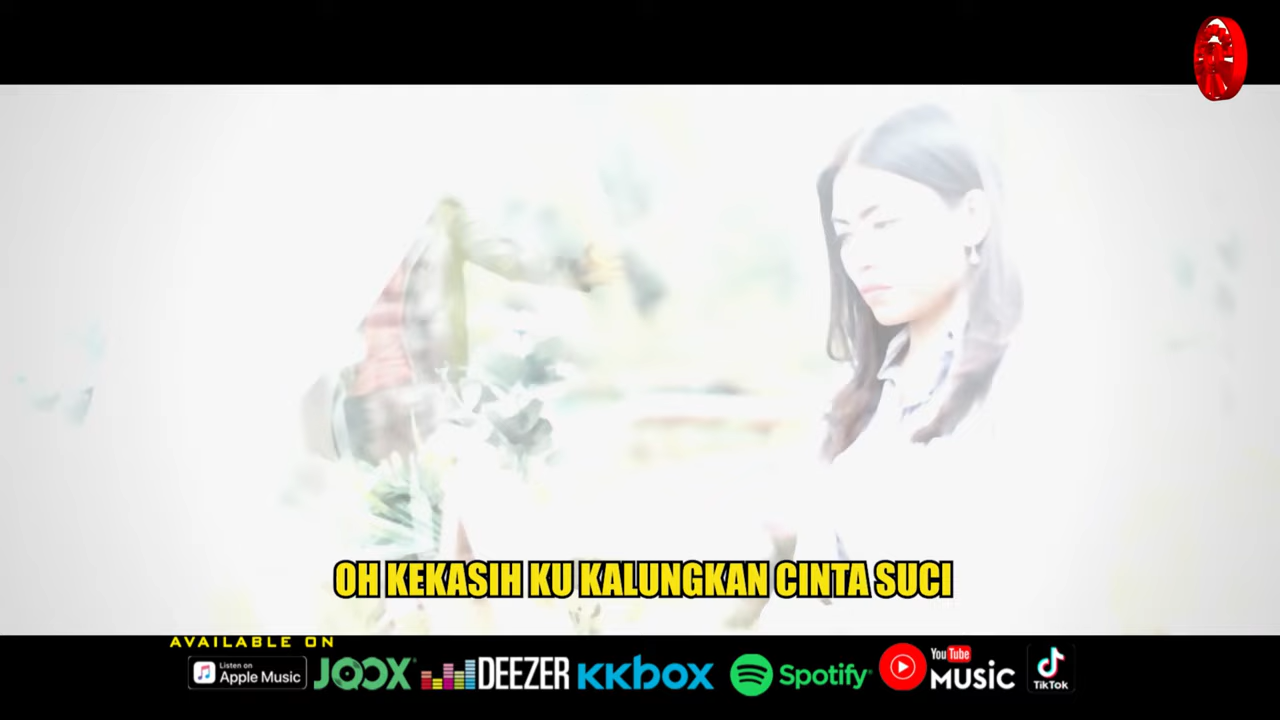 OH KEKASIH KU KALUNGKAN CINTA SUCI
AVAILABLE ON
Listen on
Apple Music
JOOX
DEEZER
KKBOX
Spotify
YouTube
MUSIC
TikTok